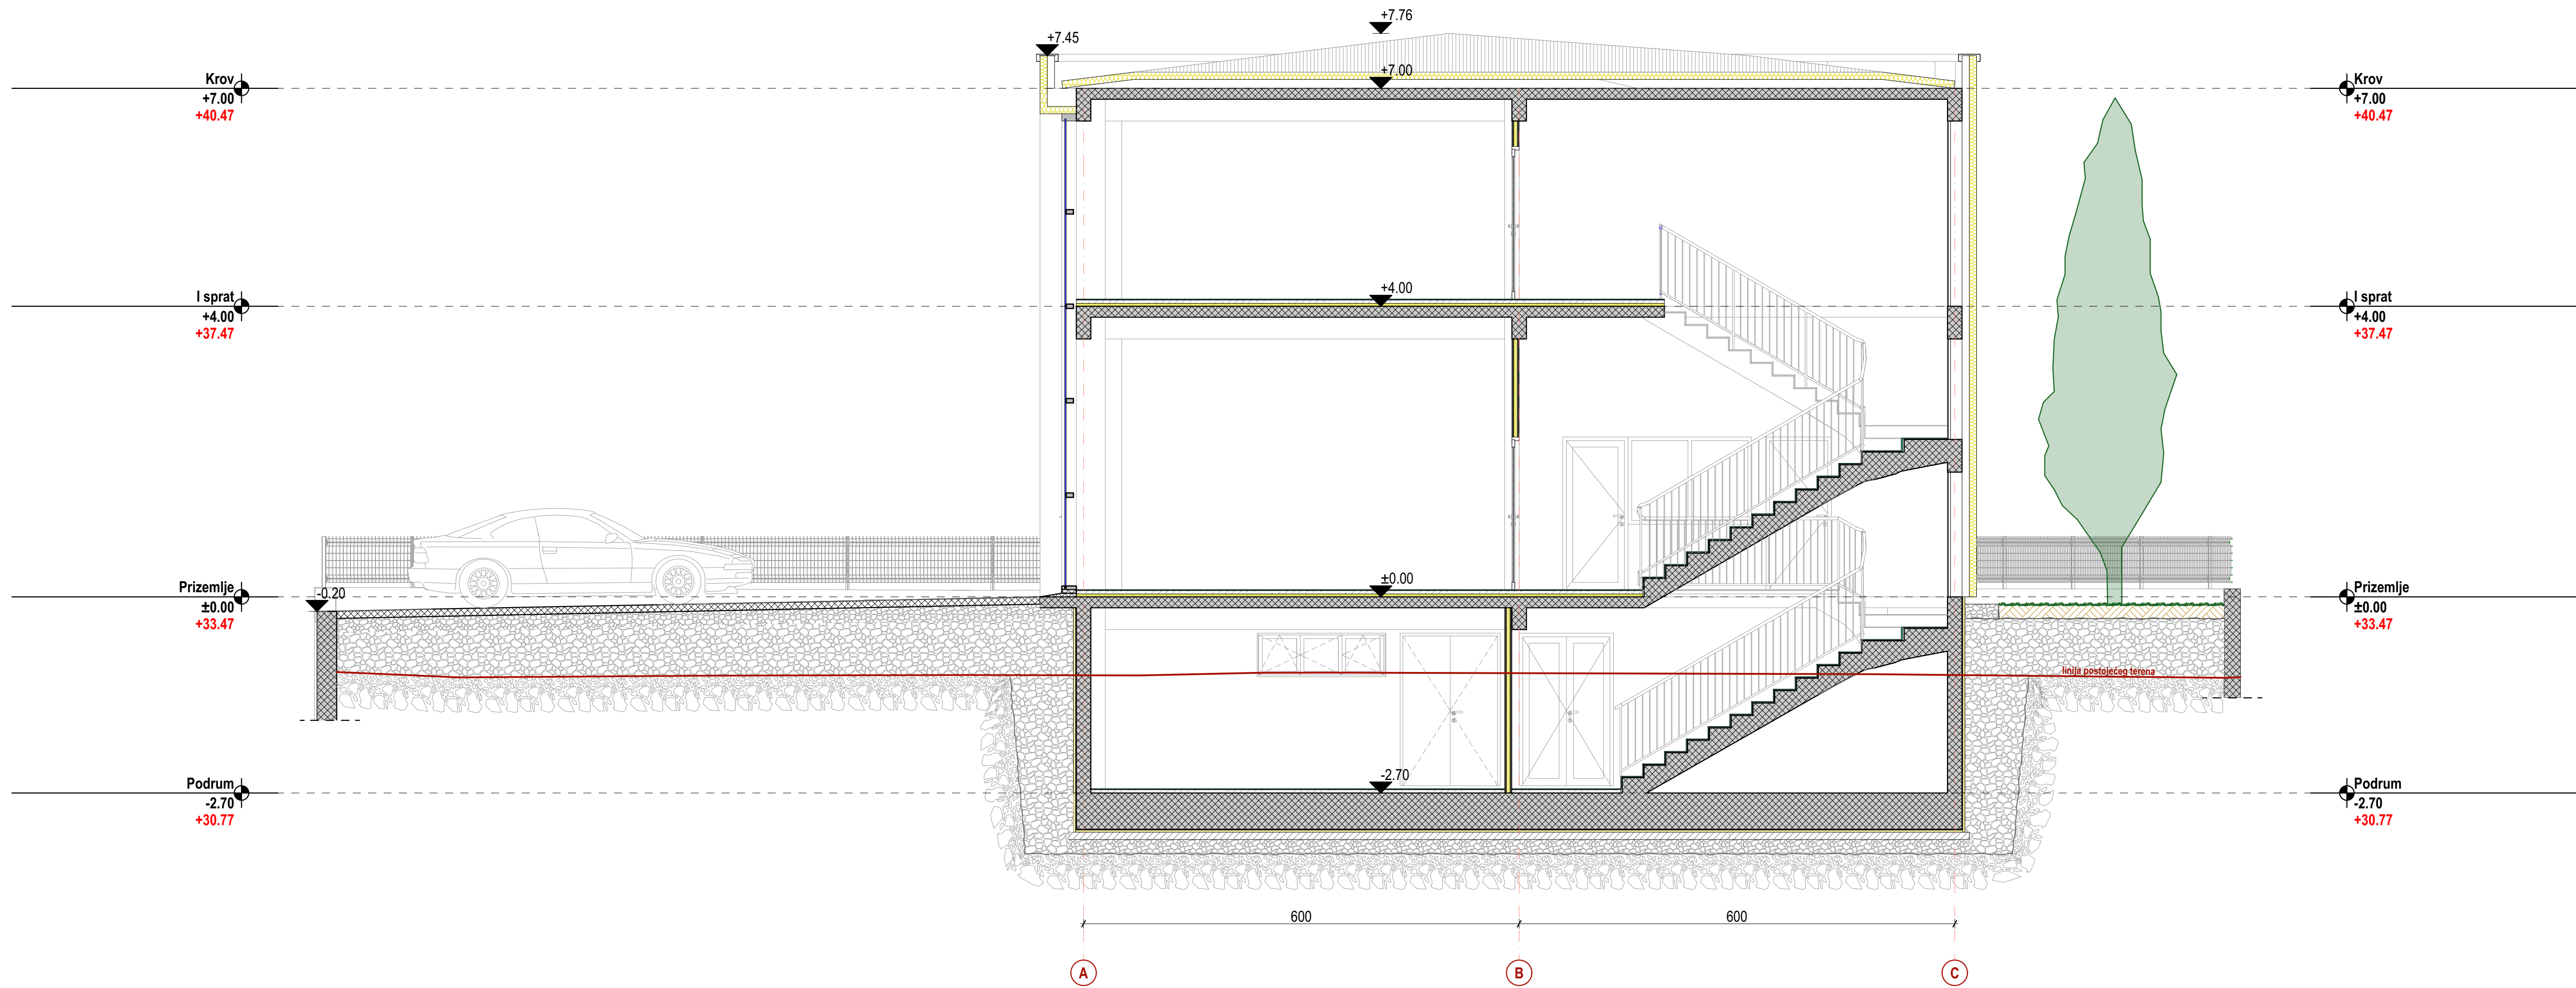 +7.76
+7.45
Krov
+7.00
+40.47
+7.00
Krov
+7.00
+40.47
I sprat
+4.00
+37.47
+4.00
I sprat
+4.00
+37.47
Prizemlje
±0.00
+33.47
-0.20
±0.00
Prizemlje
±0.00
+33.47
linija postojećeg terena
Podrum
-2.70
+30.77
-2.70
Podrum
-2.70
+30.77
600
600
A
B
C